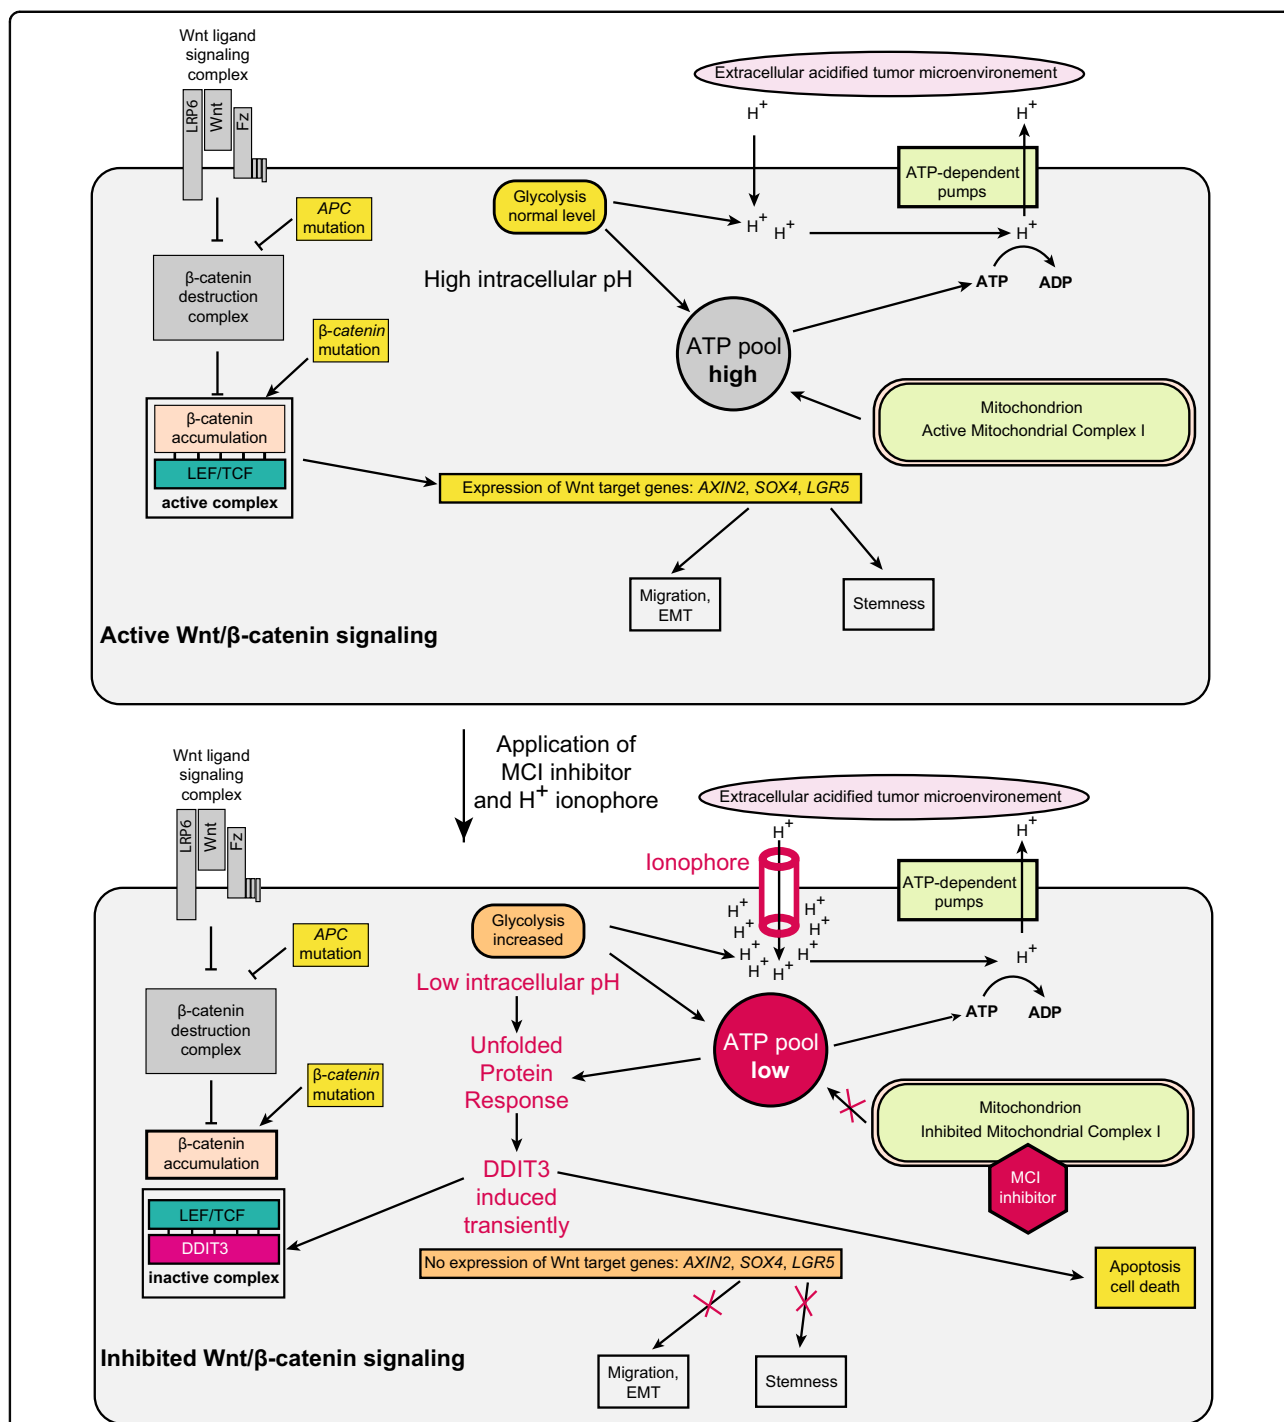 Wnt ligand
signaling
complex
LRP6
Wnt
Fz
Extracellular acidified tumor microenvironement
H+
H+
ATP-dependent
pumps
APC
mutation
Glycolysis
normal level
H+
H+
H+
β-catenin
destruction
complex
High intracellular pH
ATP
ADP
β-catenin
mutation
ATP pool
high
Mitochondrion
Active Mitochondrial Complex I
β-catenin
accumulation
LEF/TCF
active complex
Expression of Wnt target genes: AXIN2, SOX4, LGR5
Migration,
EMT
Stemness
Active Wnt/β-catenin signaling
Application of
MCI inhibitor
and H+ ionophore
Wnt ligand
signaling
complex
LRP6
Wnt
Fz
Extracellular acidified tumor microenvironement
H+
H+
Ionophore
ATP-dependent
pumps
H+
H+
H+
H+
H+
H+
H+
H+
H+
APC
mutation
Glycolysis
increased
Low intracellular pH
β-catenin
destruction
complex
ATP
ADP
Unfolded
Protein
Response
ATP pool
low
β-catenin
mutation
Mitochondrion
Inhibited Mitochondrial Complex I
MCI
inhibitor
β-catenin
accumulation
DDIT3
induced
transiently
LEF/TCF
DDIT3
inactive complex
No expression of Wnt target genes: AXIN2, SOX4, LGR5
Apoptosis
cell death
Migration,
EMT
Stemness
Inhibited Wnt/β-catenin signaling